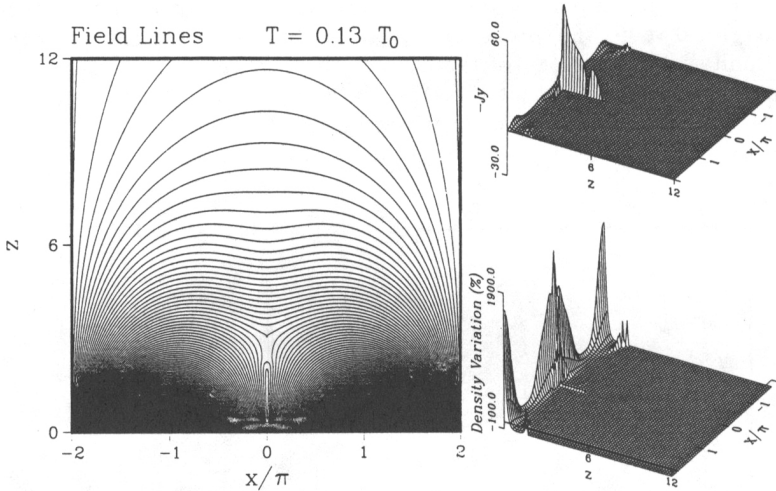 Field Lines T = 0.13 T0
12
6
0
Z
−2
−1
0
1
2
x/π
60.0
−Jy
−30.0
6
Z
12
1
0
−1
X/π
1900.0
Density Variation (%)
−100.0
6
Z
12
1
0
−1
X/π